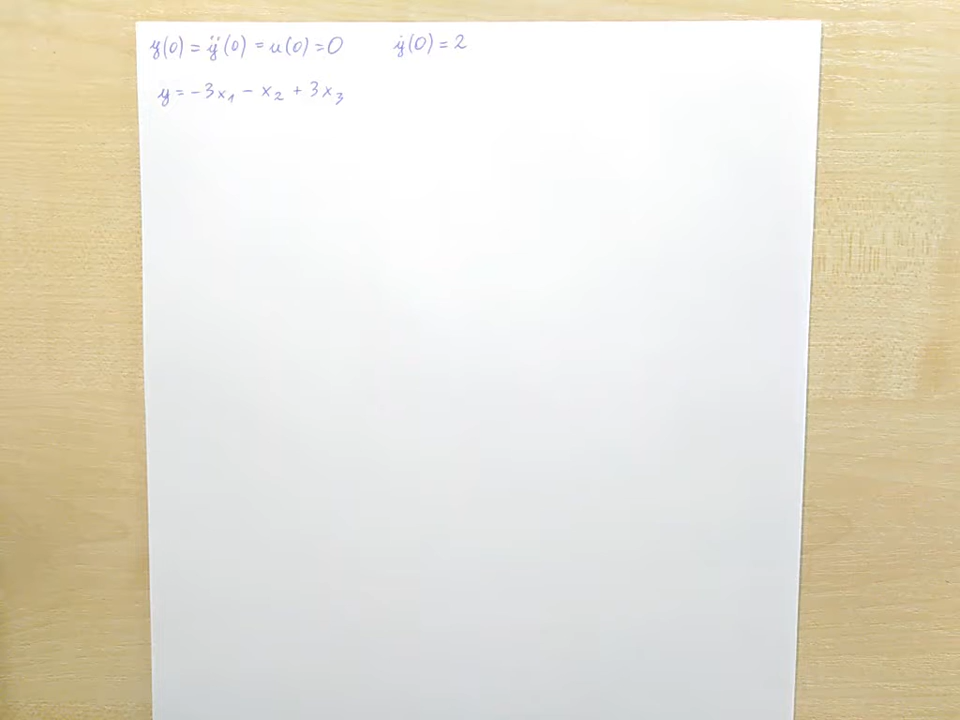 y(0) = ÿ(0) = u(0) = 0 ẏ(0) = 2
y = -3x₁ - x₂ + 3x₃